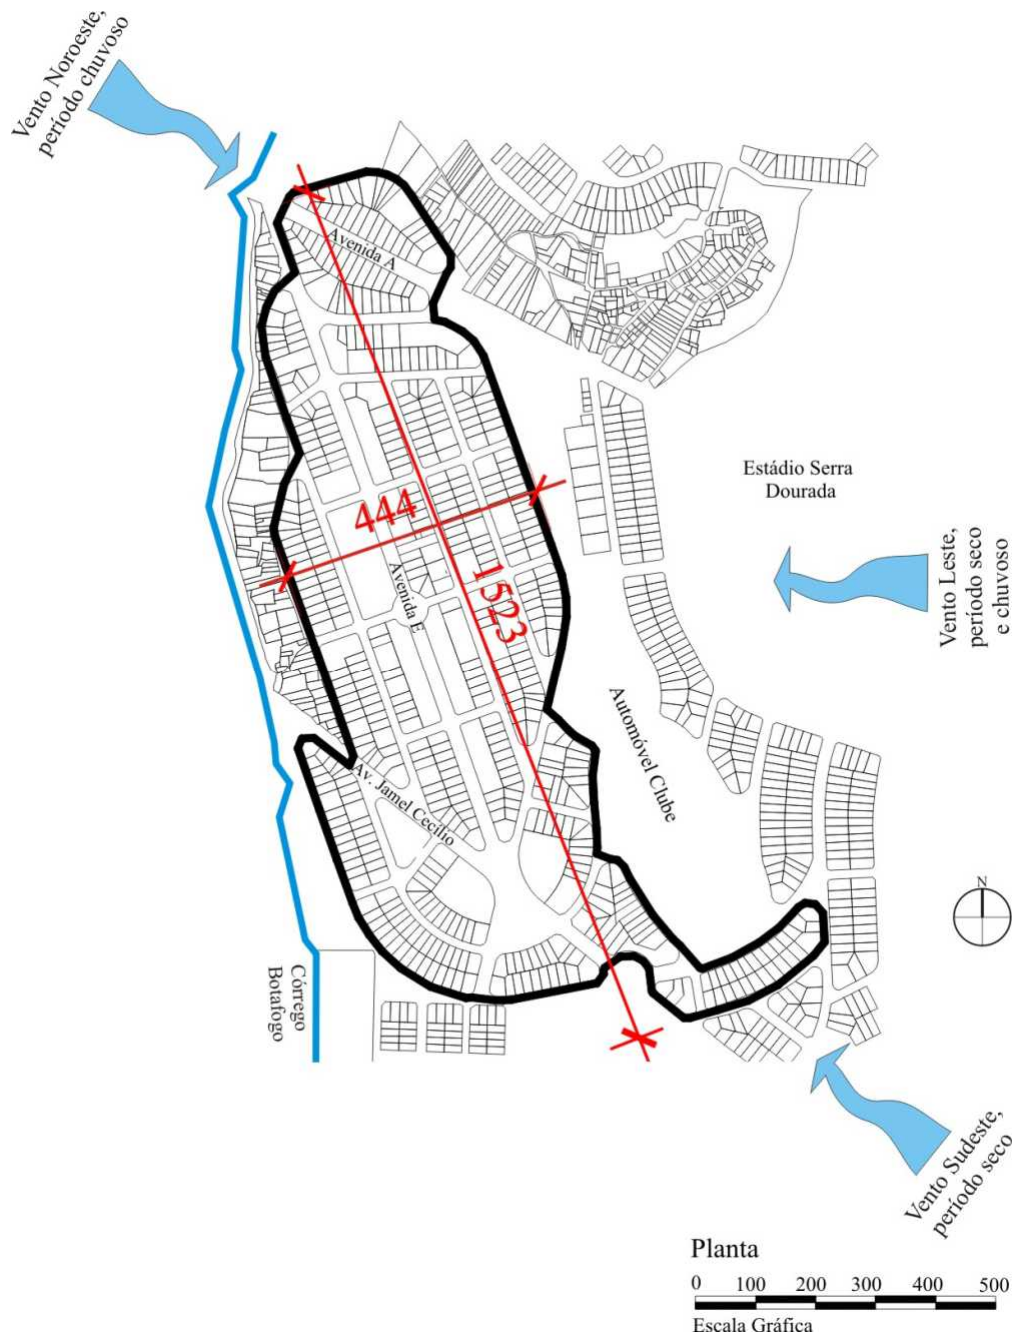 Vento Noroeste,
período chuvoso
Avenida A
Estádio Serra
Dourada
444
1523
Avenida E
Vento Leste,
período seco
e chuvoso
Automóvel Clube
Av. Jamel Cecílio
N
Córrego
Botafogo
Vento Sudeste,
período seco
Planta
0 100 200 300 400 500
Escala Gráfica